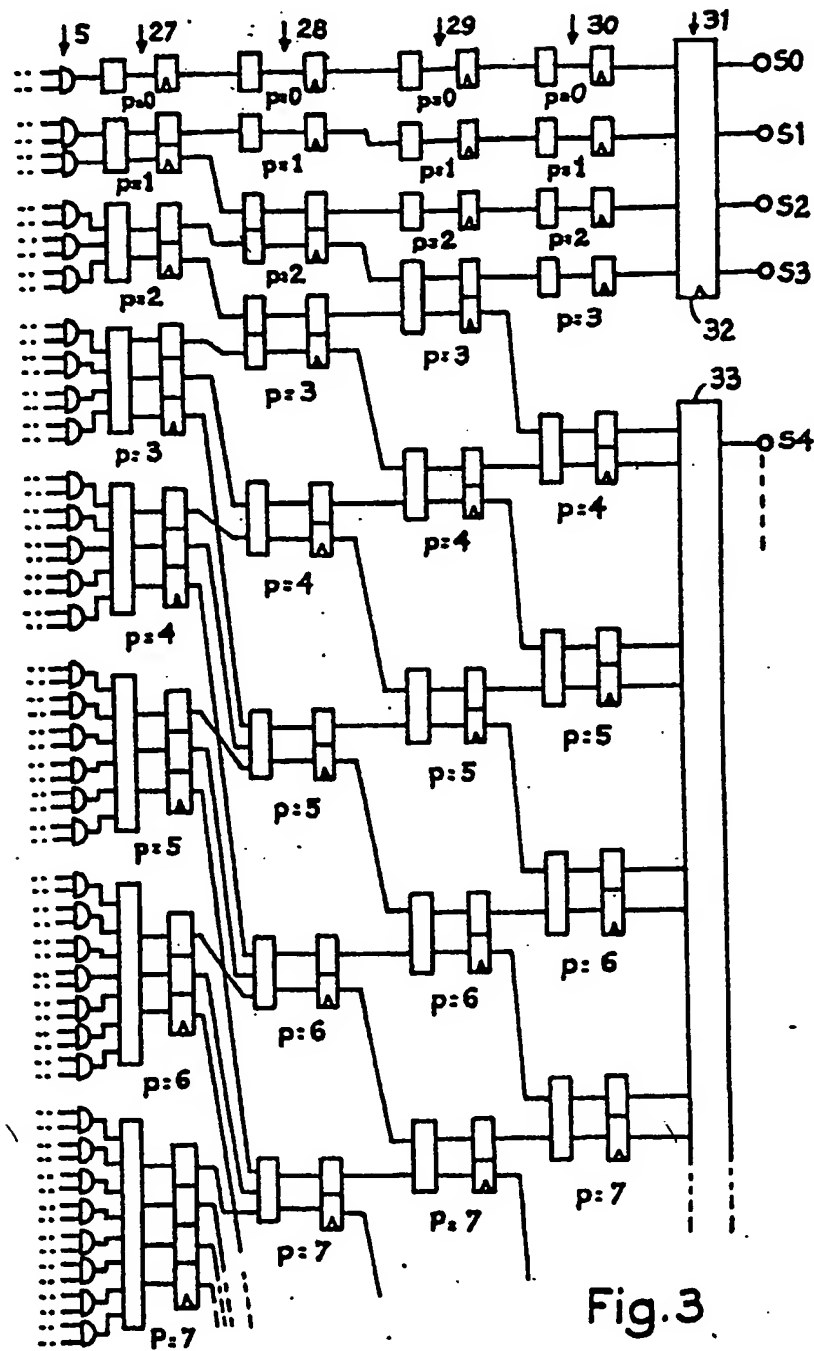 5 27 28 29 30 31
p=0 p=0 p=0 p=0 S0
p=1 p=1 p=1 p=1 S1
p=2 p=2 p=2 p=2 S2
p=3 p=3 p=3 p=3 S3
32
33
S4
p=4 p=4 p=4 p=4
p=5 p=5 p=5 p=5
p=6 p=6 p=6 p=6
P=7 p=7 P=7 p=7
Fig.3